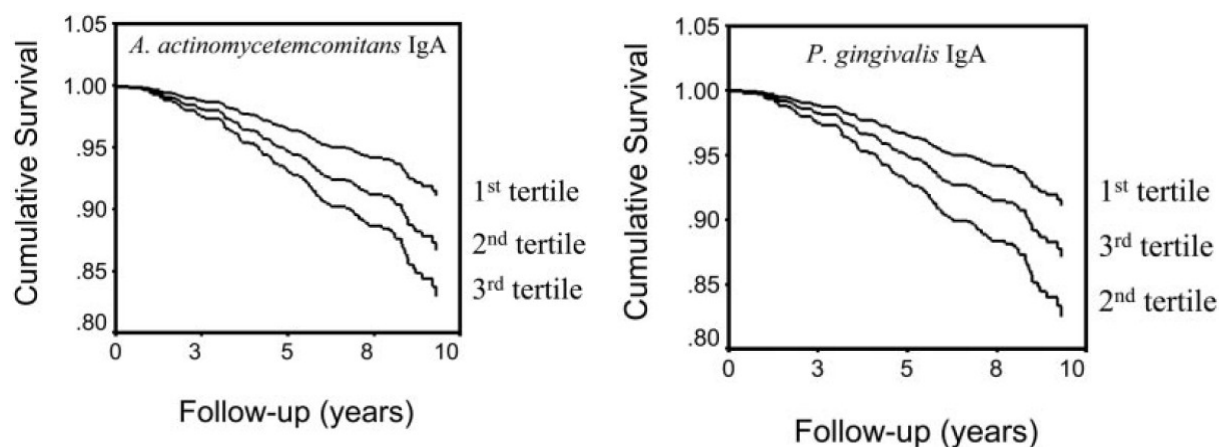 Cumulative Survival
1.05
1.00
.95
.90
.85
.80
A. actinomycetemcomitans IgA
1st tertile
2nd tertile
3rd tertile
0 3 5 8 10
Follow-up (years)
Cumulative Survival
1.05
1.00
.95
.90
.85
.80
P. gingivalis IgA
1st tertile
3rd tertile
2nd tertile
0 3 5 8 10
Follow-up (years)